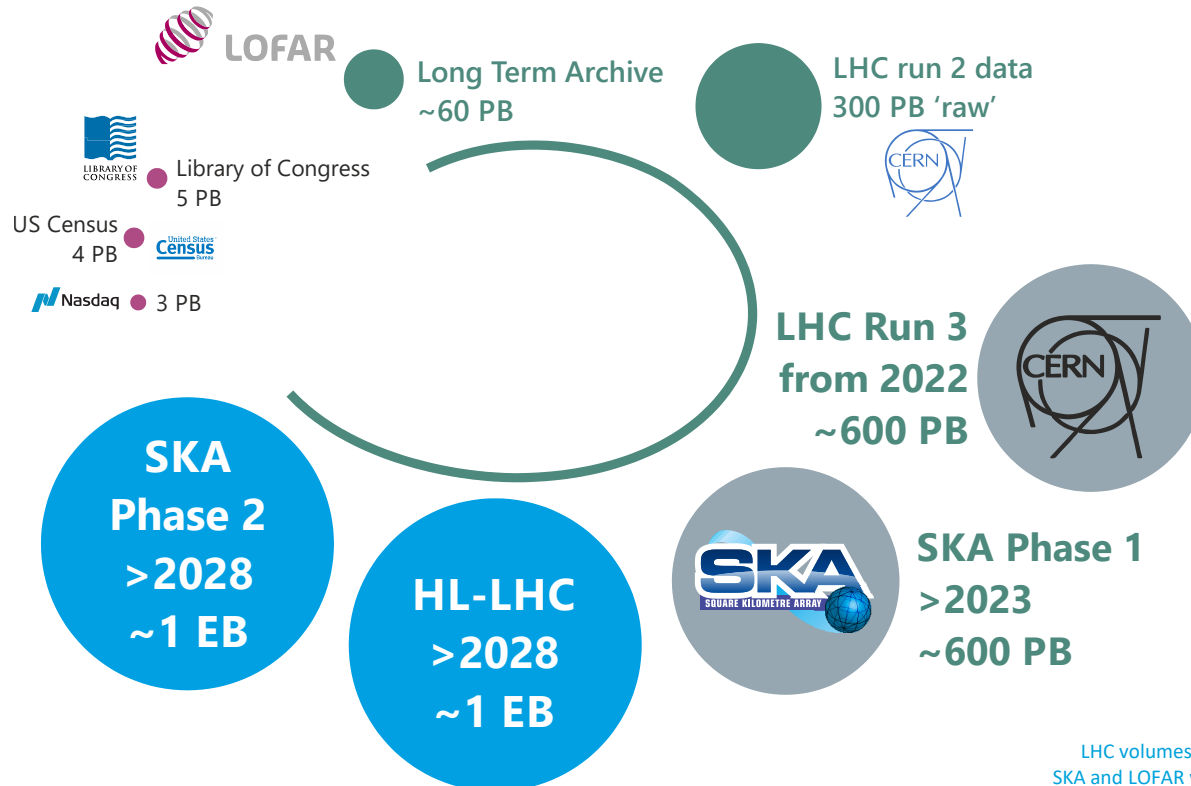 LOFAR
Long Term Archive
~60 PB
LHC run 2 data
300 PB ‘raw’
CERN
LIBRARY OF
CONGRESS
Library of Congress
5 PB
US Census
4 PB
United States
Census
Bureau
Nasdaq
3 PB
LHC Run 3
from 2022
~600 PB
CERN
SKA
Phase 2
>2028
~1 EB
HL-LHC
>2028
~1 EB
SKA
SQUARE KILOMETRE ARRAY
SKA Phase 1
>2023
~600 PB
LHC volumes
SKA and LOFAR